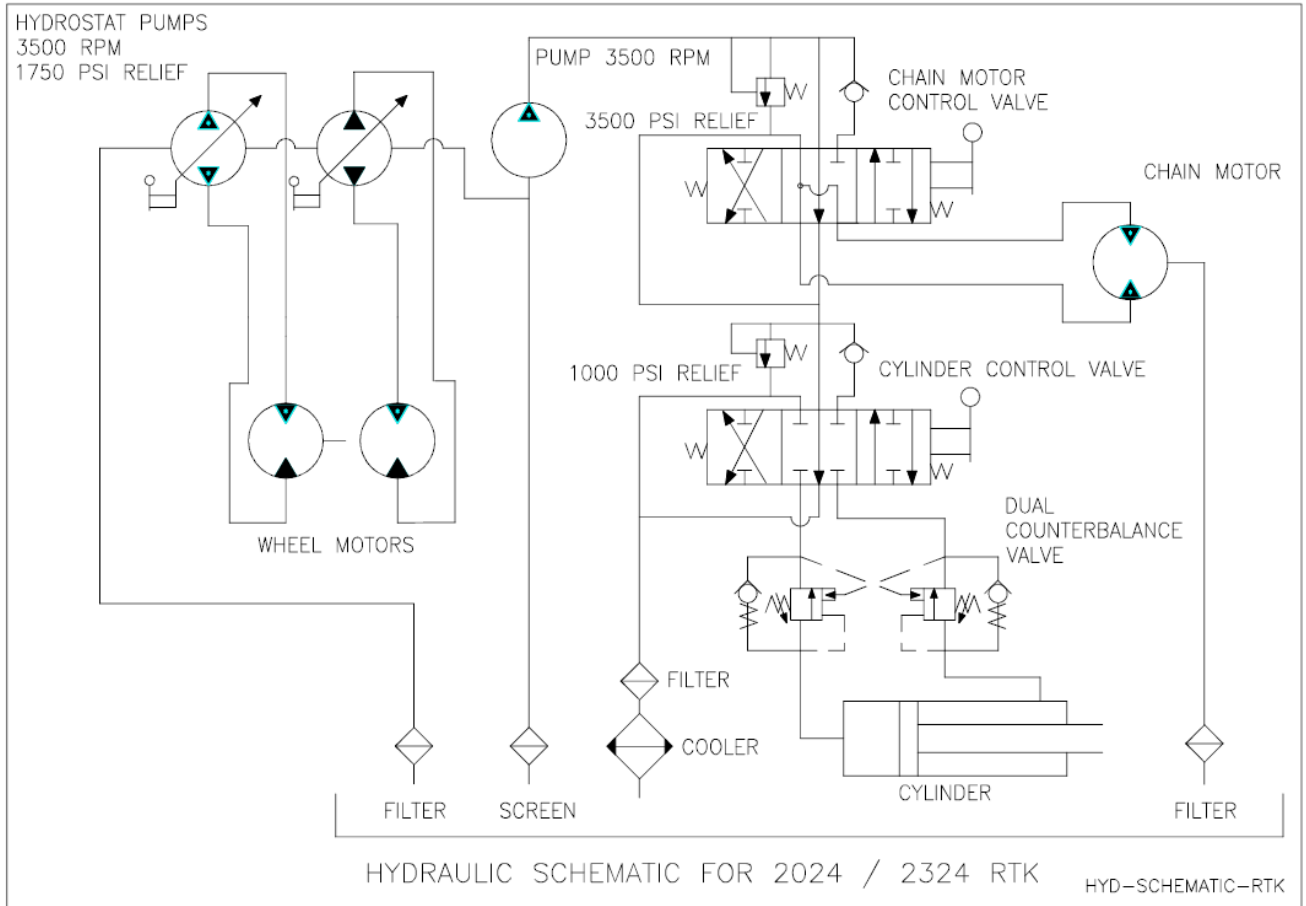 HYDROSTAT PUMPS
3500 RPM
1750 PSI RELIEF
PUMP 3500 RPM
3500 PSI RELIEF
CHAIN MOTOR
CONTROL VALVE
CHAIN MOTOR
1000 PSI RELIEF
CYLINDER CONTROL VALVE
WHEEL MOTORS
DUAL
COUNTERBALANCE
VALVE
FILTER
COOLER
CYLINDER
FILTER
SCREEN
FILTER
HYDRAULIC SCHEMATIC FOR 2024 / 2324 RTK
HYD-SCHEMATIC-RTK